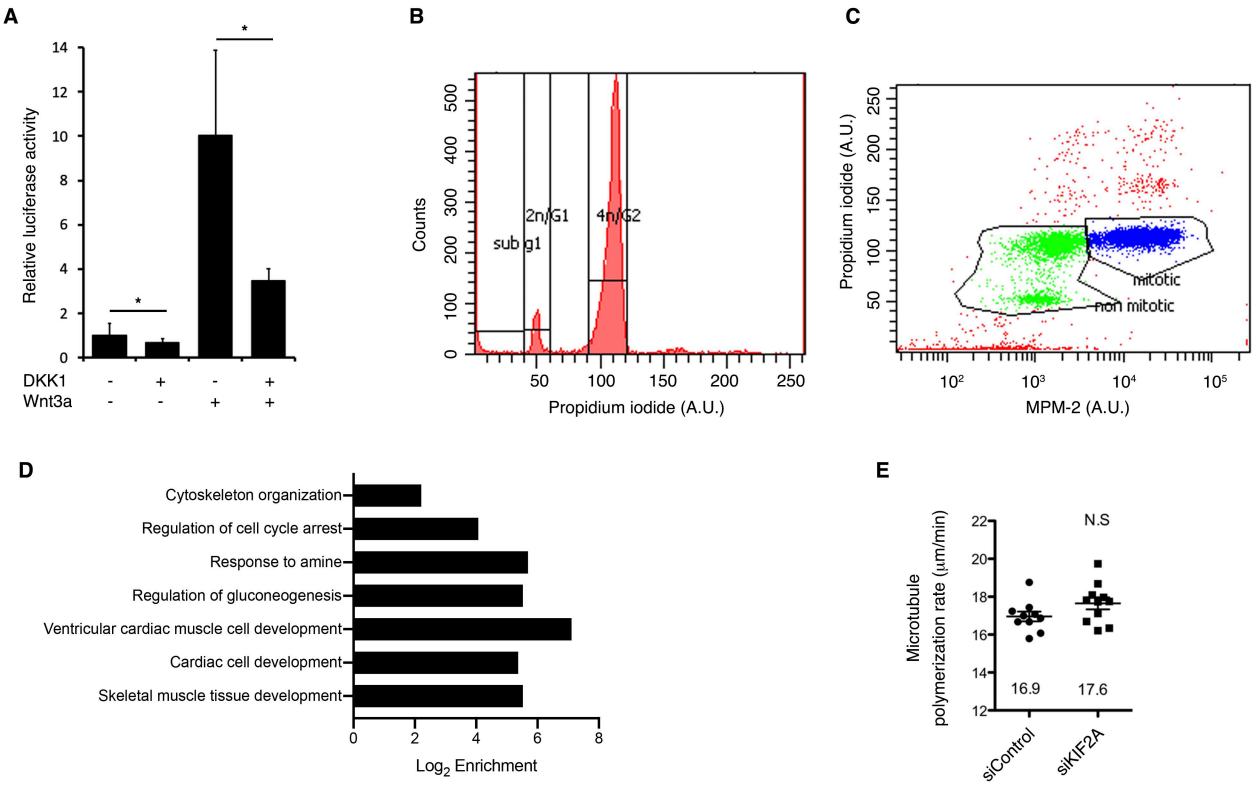 A
Relative luciferase activity
14
12
10
8
6
4
2
0
*
*
DKK1 - + - +
Wnt3a - - + +
B
Counts
500
400
300
200
100
0
2n/G1
4n/G2
sub g1
50 100 150 200 250
Propidium iodide (A.U.)
C
Propidium iodide (A.U.)
250
200
150
100
50
mitotic
non mitotic
10² 10³ 10⁴ 10⁵
MPM-2 (A.U.)
D
Cytoskeleton organization
Regulation of cell cycle arrest
Response to amine
Regulation of gluconeogenesis
Ventricular cardiac muscle cell development
Cardiac cell development
Skeletal muscle tissue development
0 2 4 6 8
Log₂ Enrichment
E
Microtubule
polymerization rate (μm/min)
22
20
18
16
14
12
N.S
16.9 17.6
siControl siKIF2A